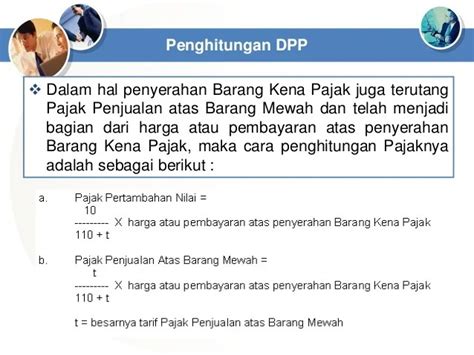 Penghitungan DPP
❖ Dalam hal penyerahan Barang Kena Pajak juga terutang
Pajak Penjualan atas Barang Mewah dan telah menjadi
bagian dari harga atau pembayaran atas penyerahan
Barang Kena Pajak, maka cara penghitungan Pajaknya
adalah sebagai berikut :
a. Pajak Pertambahan Nilai =
10
--------- X harga atau pembayaran atas penyerahan Barang Kena Pajak
110 + t
b. Pajak Penjualan Atas Barang Mewah =
t
--------- X harga atau pembayaran atas penyerahan Barang Kena Pajak
110 + t
t = besarnya tarif Pajak Penjualan atas Barang Mewah